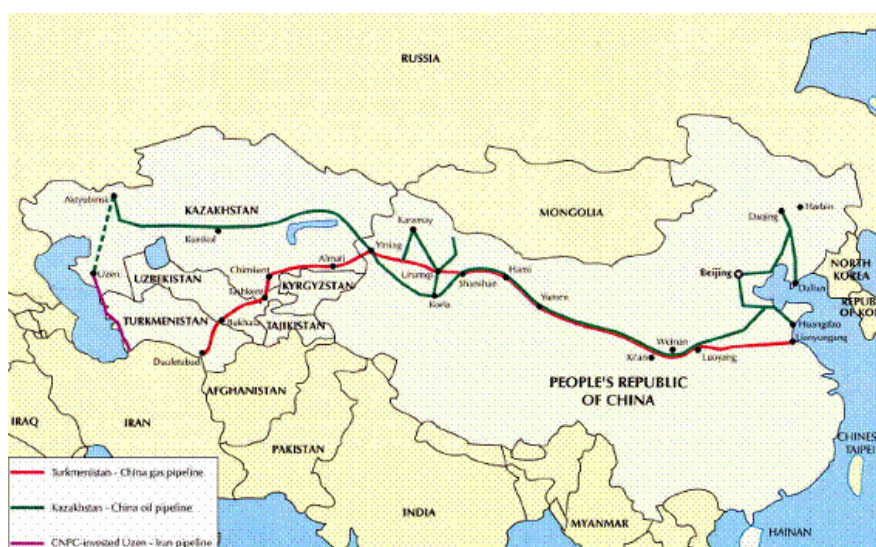 RUSSIA
Aktyubinsk
KAZAKHSTAN
Kumkol
Karamay
MONGOLIA
Daqing
Harbin
Uzen
UZBEKISTAN
Chimkent
Almati
Yining
Urumqi
Shanshan
Hami
Beijing
NORTH
KOREA
Tashkent
KYRGYZSTAN
Korla
Yumen
Dalian
REPUBLIC
OF KOREA
TURKMENISTAN
Bukhara
TAJIKISTAN
Huangdao
Lianyungang
Dauletabad
Weinan
Xi'an
Luoyang
AFGHANISTAN
PEOPLE'S REPUBLIC
OF CHINA
IRAQ
IRAN
PAKISTAN
CHINESE
TAIPEI
INDIA
MYANMAR
HAINAN
Turkmenistan - China gas pipeline
Kazakhstan - China oil pipeline
CNPC-invested Uzen - Iran pipeline